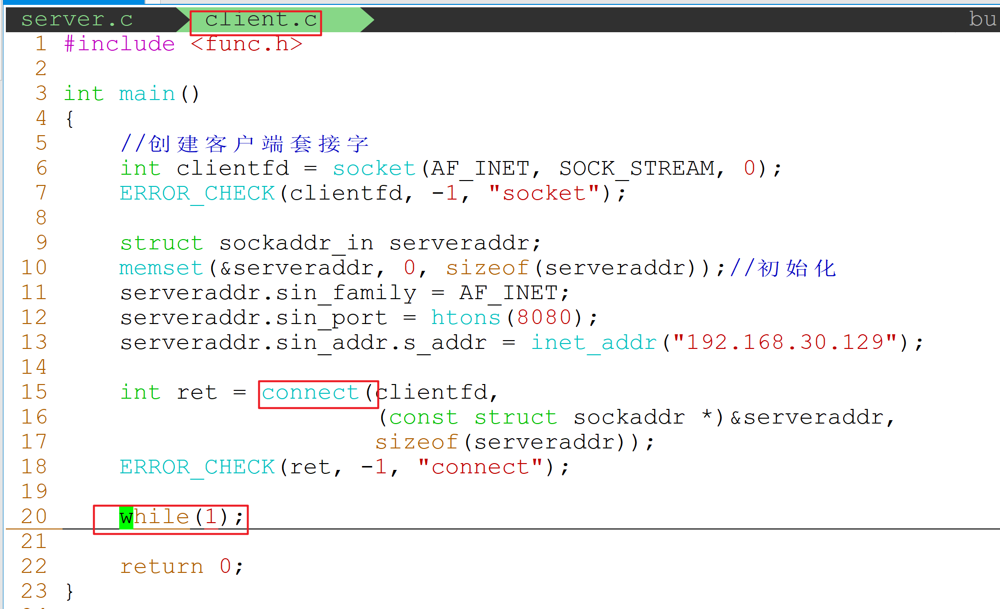 server.c client.c bu
1 #include <func.h>
2
3 int main()
4 {
5     //创建客户端套接字
6     int clientfd = socket(AF_INET, SOCK_STREAM, 0);
7     ERROR_CHECK(clientfd, -1, "socket");
8
9     struct sockaddr_in serveraddr;
10     memset(&serveraddr, 0, sizeof(serveraddr));//初始化
11     serveraddr.sin_family = AF_INET;
12     serveraddr.sin_port = htons(8080);
13     serveraddr.sin_addr.s_addr = inet_addr("192.168.30.129");
14
15     int ret = connect(clientfd,
16                       (const struct sockaddr *)&serveraddr,
17                       sizeof(serveraddr));
18     ERROR_CHECK(ret, -1, "connect");
19
20     while(1);
21
22     return 0;
23 }